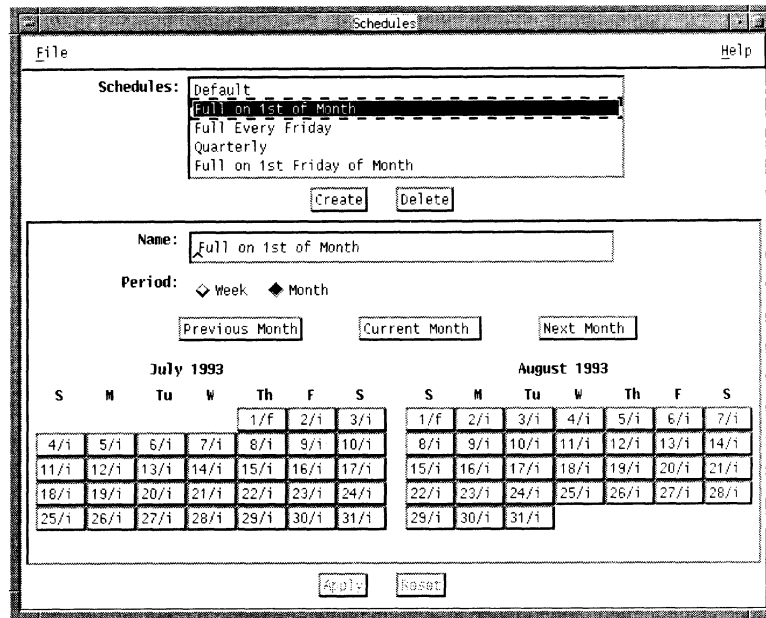 Schedules
File Help
Schedules: Default
Full on 1st of Month
Full Every Friday
Quarterly
Full on 1st Friday of Month
Create Delete
Name: Full on 1st of Month
Period: Week Month
Previous Month Current Month Next Month
July 1993 August 1993
S M Tu W Th F S S M Tu W Th F S
1/f 2/i 3/i 1/f 2/i 3/i 4/i 5/i 6/i 7/i
4/i 5/i 6/i 7/i 8/i 9/i 10/i 8/i 9/i 10/i 11/i 12/i 13/i 14/i
11/i 12/i 13/i 14/i 15/i 16/i 17/i 15/i 16/i 17/i 18/i 19/i 20/i 21/i
18/i 19/i 20/i 21/i 22/i 23/i 24/i 22/i 23/i 24/i 25/i 26/i 27/i 28/i
25/i 26/i 27/i 28/i 29/i 30/i 31/i 29/i 30/i 31/i
Apply Reset